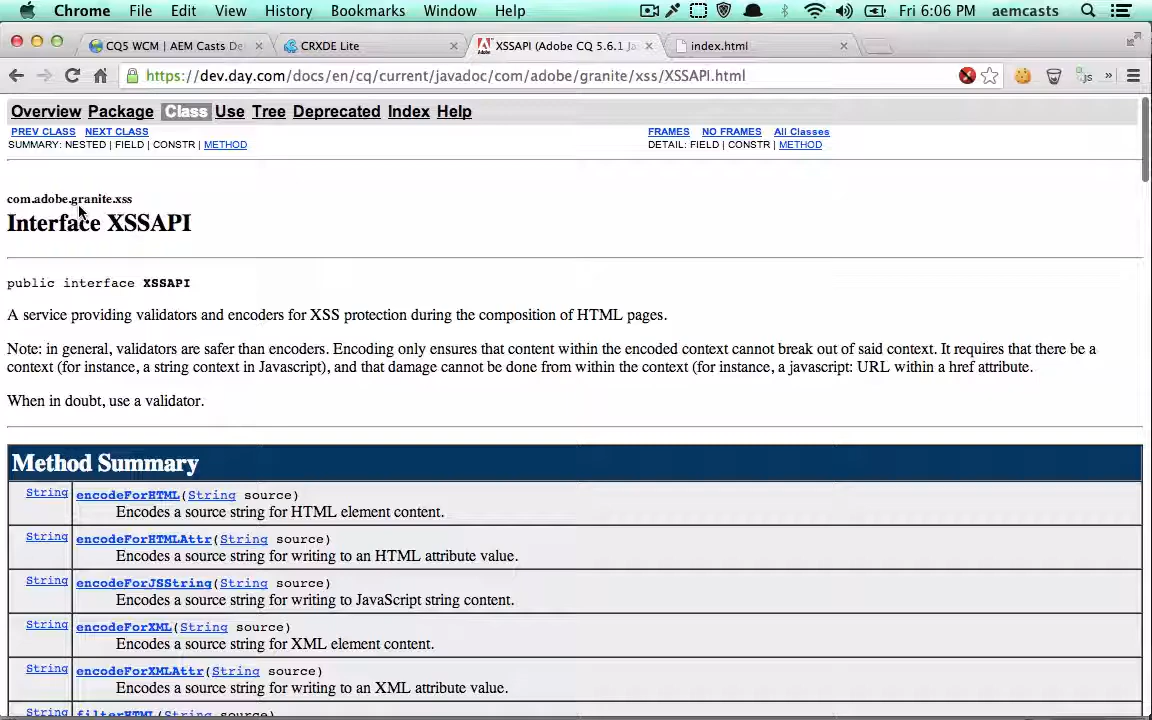 Chrome File Edit View History Bookmarks Window Help Fri 6:06 PM aemcasts
CQ5 WCM | AEM Casts De CRXDE Lite XSSAPI (Adobe CQ 5.6.1 Ja index.html
https://dev.day.com/docs/en/cq/current/javadoc/com/adobe/granite/xss/XSSAPI.html
Overview Package Class Use Tree Deprecated Index Help
PREV CLASS NEXT CLASS FRAMES NO FRAMES All Classes
SUMMARY: NESTED | FIELD | CONSTR | METHOD DETAIL: FIELD | CONSTR | METHOD
com.adobe.granite.xss
Interface XSSAPI
public interface XSSAPI
A service providing validators and encoders for XSS protection during the composition of HTML pages.
Note: in general, validators are safer than encoders. Encoding only ensures that content within the encoded context cannot break out of said context. It requires that there be a
context (for instance, a string context in Javascript), and that damage cannot be done from within the context (for instance, a javascript: URL within a href attribute.
When in doubt, use a validator.
Method Summary
String encodeForHTML(String source)
Encodes a source string for HTML element content.
String encodeForHTMLAttr(String source)
Encodes a source string for writing to an HTML attribute value.
String encodeForJSString(String source)
Encodes a source string for writing to JavaScript string content.
String encodeForXML(String source)
Encodes a source string for XML element content.
String encodeForXMLAttr(String source)
Encodes a source string for writing to an XML attribute value.
String filterHTML(String source)